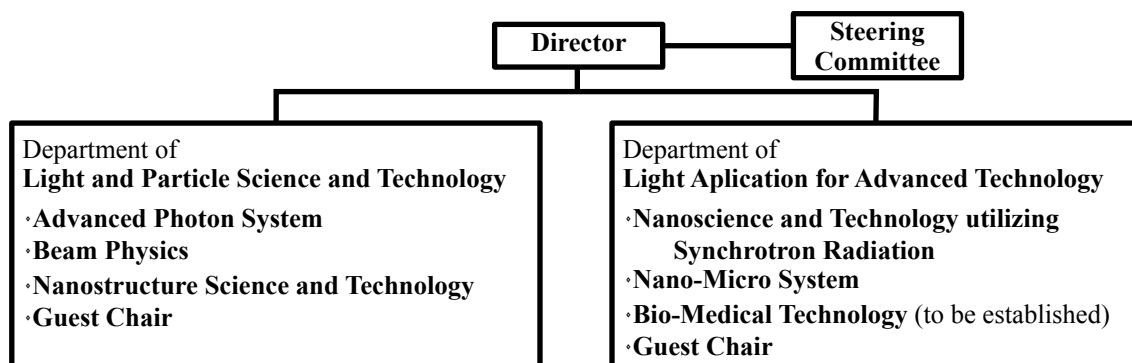 Director
Steering
Committee
Department of
Light and Particle Science and Technology
·Advanced Photon System
·Beam Physics
·Nanostructure Science and Technology
·Guest Chair
Department of
Light Aplication for Advanced Technology
·Nanoscience and Technology utilizing
Synchrotron Radiation
·Nano-Micro System
·Bio-Medical Technology (to be established)
·Guest Chair